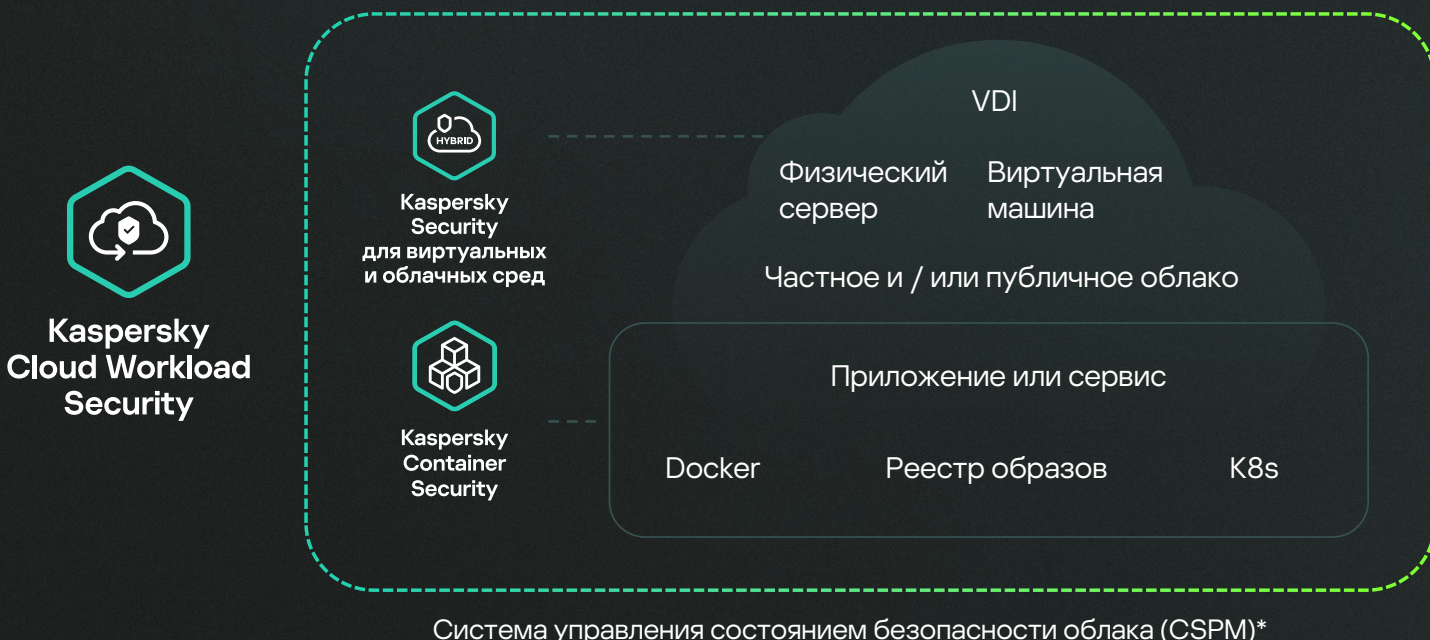 Kaspersky
Cloud Workload
Security
HYBRID
Kaspersky
Security
для виртуальных
и облачных сред
VDI
Физический
сервер
Виртуальная
машина
Частное и / или публичное облако
Kaspersky
Container
Security
Приложение или сервис
Docker
Реестр образов
K8s
Система управления состоянием безопасности облака (CSPM)*